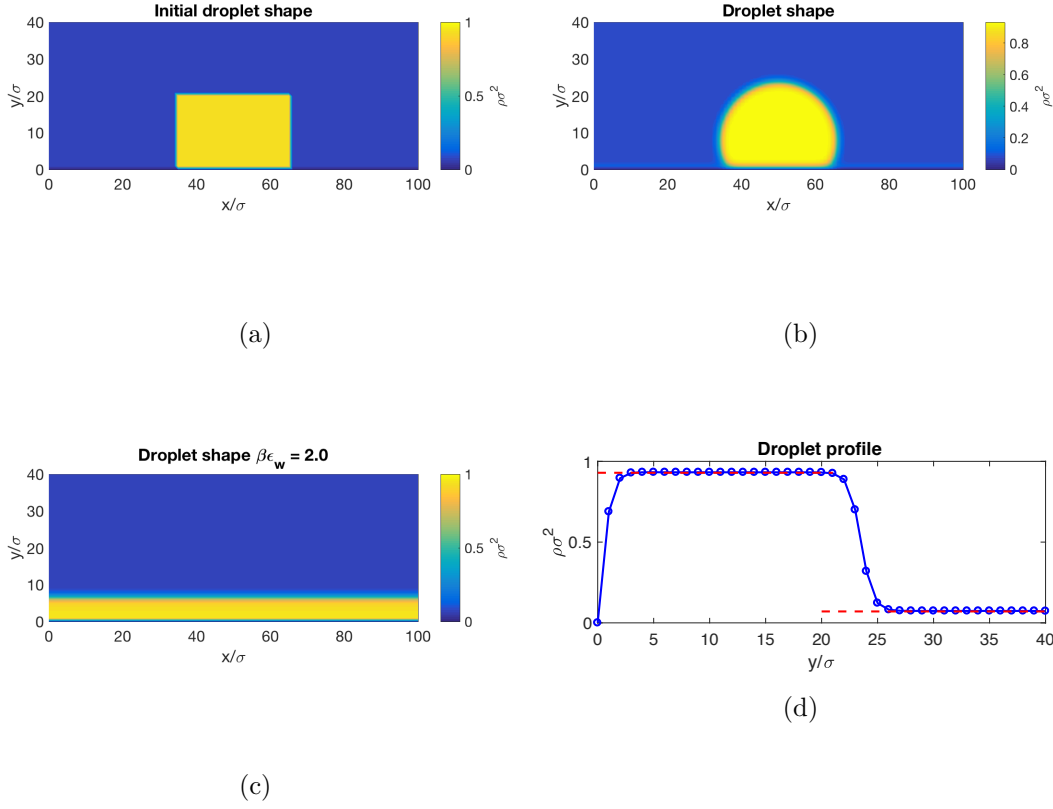 Initial droplet shape
40
30
20
10
0
y/σ
0 20 40 60 80 100
x/σ
1
0.5
0
ρσ²
(a)
Droplet shape
40
30
20
10
0
y/σ
0 20 40 60 80 100
x/σ
0.8
0.6
0.4
0.2
0
ρσ²
(b)
Droplet shape βϵ_w = 2.0
40
30
20
10
0
y/σ
0 20 40 60 80 100
x/σ
1
0.5
0
ρσ²
(c)
Droplet profile
1
0.5
0
ρσ²
0 5 10 15 20 25 30 35 40
y/σ
(d)